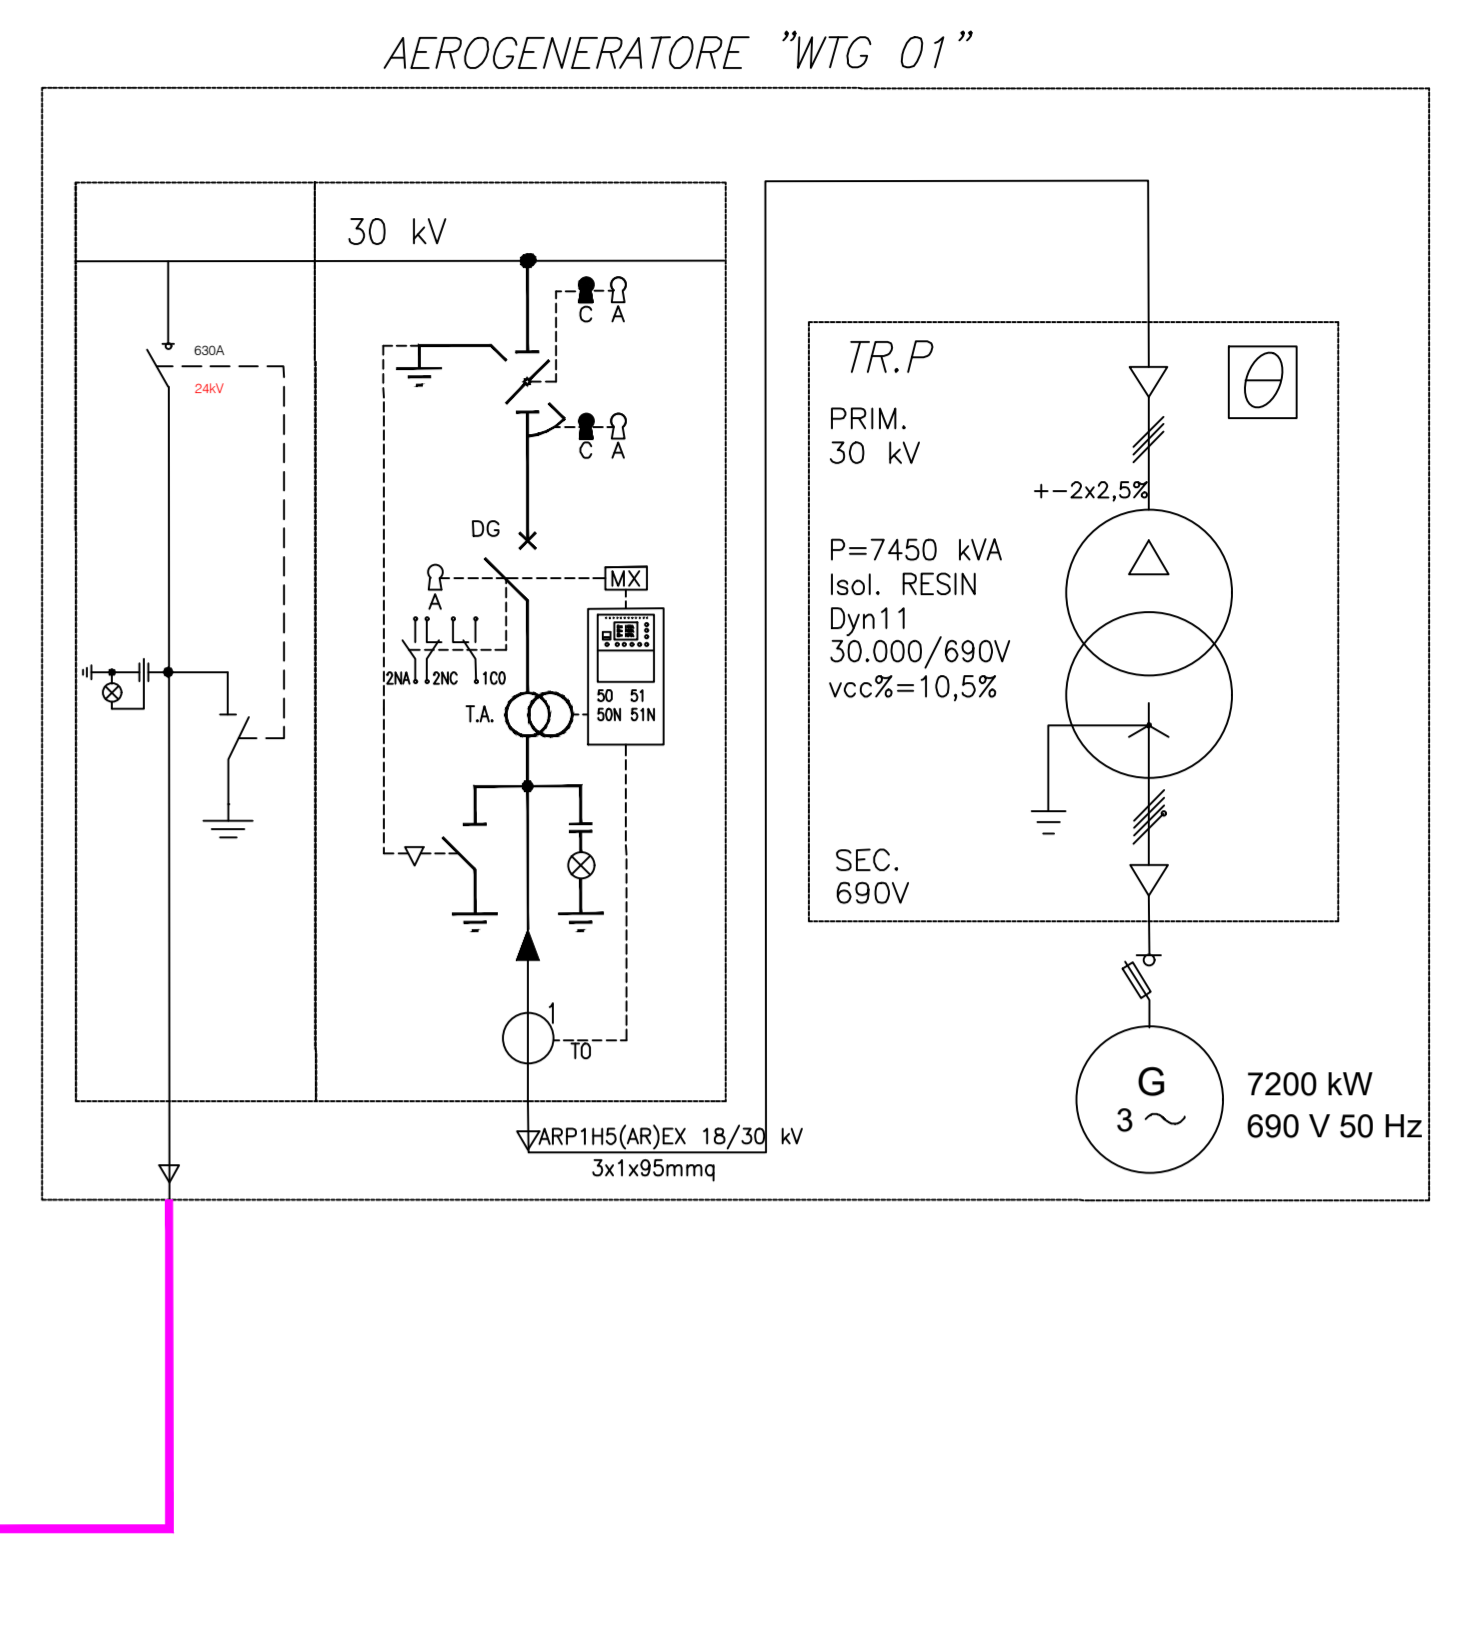 AEROGENERATORE "WTG 01"
30 kV
C A
630A
24kV
C A
DG
MX
A
2NA 2NC 1CO
50 51
50N 51N
T.A.
1
TO
ARP1H5(AR)EX 18/30 kV
3x1x95mmq
TR.P
PRIM.
30 kV
+-2x2,5%
P=7450 kVA
Isol. RESIN
Dyn11
30.000/690V
vcc%=10,5%
SEC.
690V
G
3
7200 kW
690 V 50 Hz